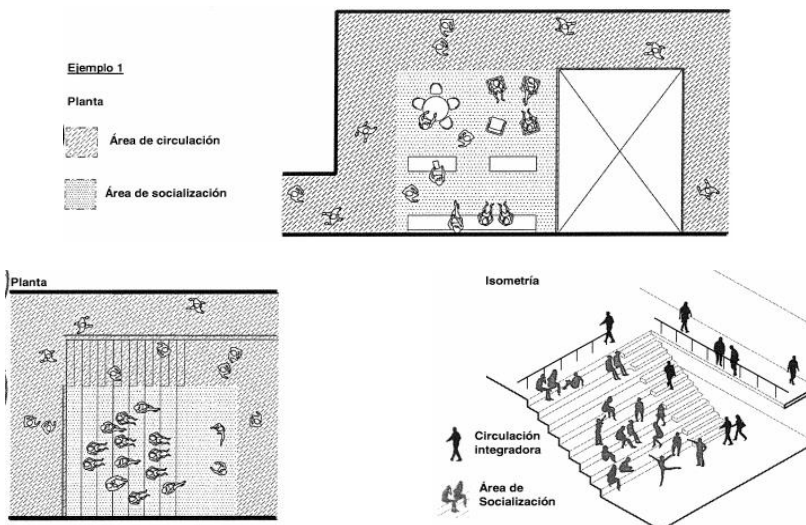 Ejemplo 1
Planta
Área de circulación
Área de socialización
Planta
Isometría
Circulación
integradora
Área de
Socialización